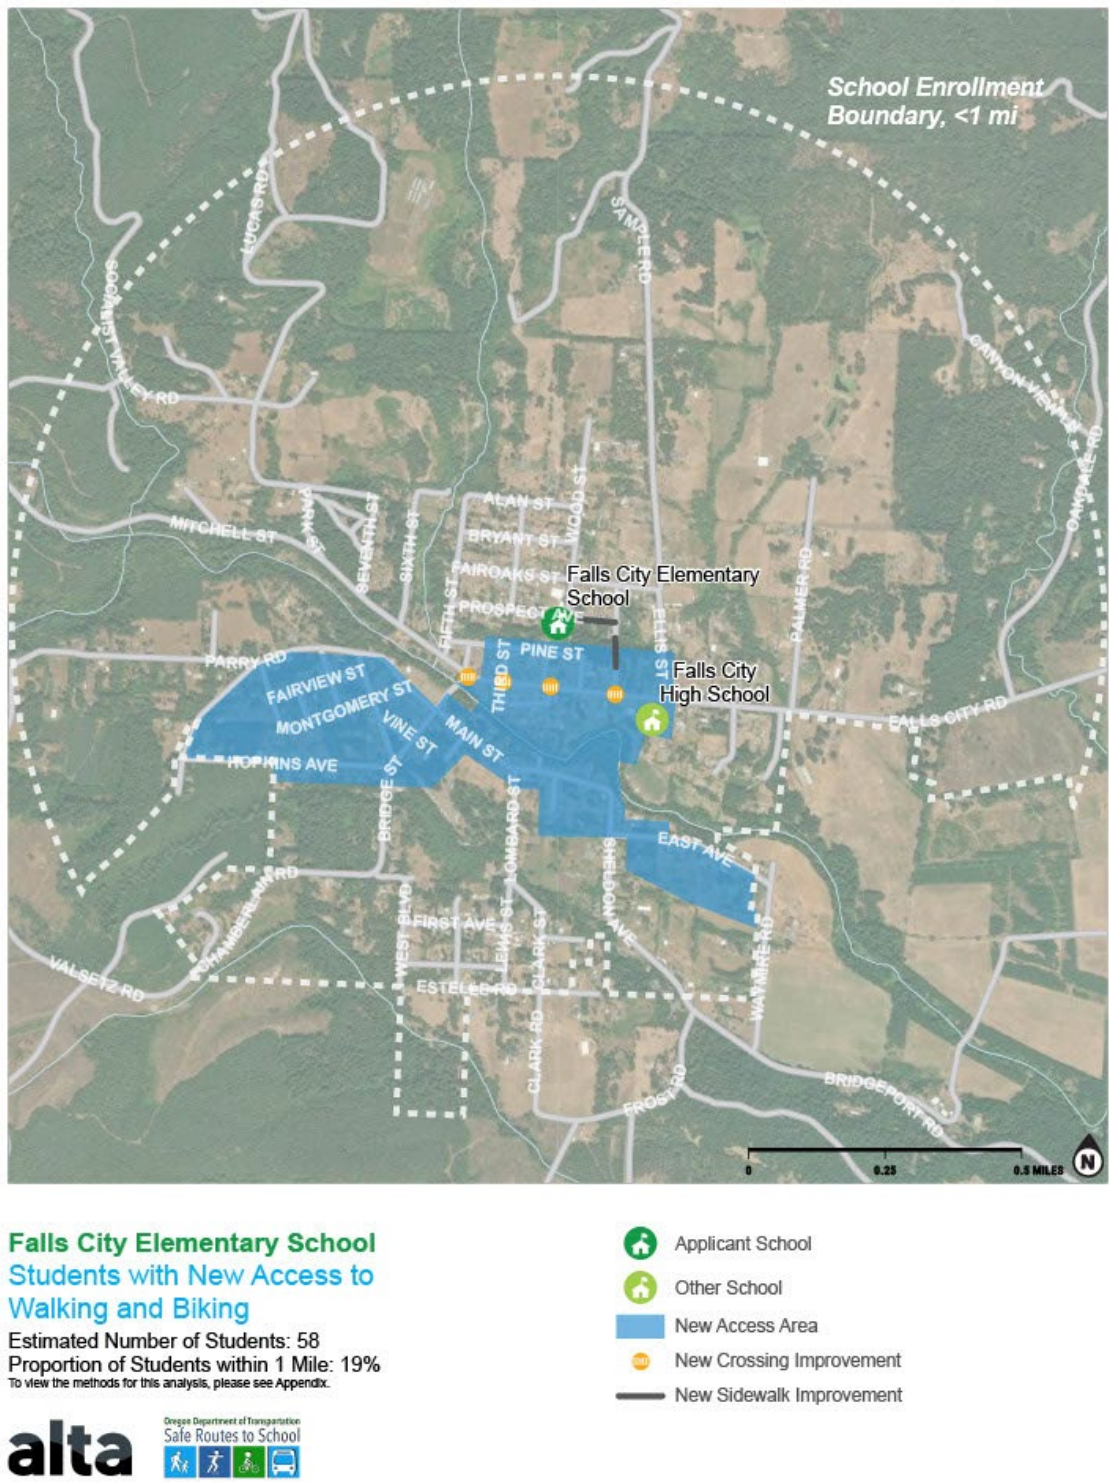 School Enrollment
Boundary, <1 mi
LUCAS RD
SAMPLE RD
SOCIALIST VALLEY RD
CANYON VIEW
OAKDALE RD
MITCHELL ST
PARK ST
SEVENTH ST
SIXTH ST
ALAN ST
WOOD ST
BRYANT ST
FAIROAKS ST
Falls City Elementary
School
FIFTH ST
PROSPECT AVE
PALMER RD
ELLIS ST
PINE ST
THIRD ST
Falls City
High School
PARRY RD
FAIRVIEW ST
MONTGOMERY ST
VINE ST
MAIN ST
FALLS CITY RD
HOPKINS AVE
BRIDGE ST
LOMBARD ST
EAST AVE
SHELDON AVE
CHAMBERLAIN RD
WEST BLVD
FIRST AVE
LEWIS ST
CLARK ST
VALSETZ RD
ESTELLE RD
WAYMIRE RD
CLARK RD
FROST RD
BRIDGEPORT RD
0 0.25 0.5 MILES
N
Falls City Elementary School
Students with New Access to
Walking and Biking
Estimated Number of Students: 58
Proportion of Students within 1 Mile: 19%
To view the methods for this analysis, please see Appendix.
Applicant School
Other School
New Access Area
New Crossing Improvement
New Sidewalk Improvement
alta
Oregon Department of Transportation
Safe Routes to School